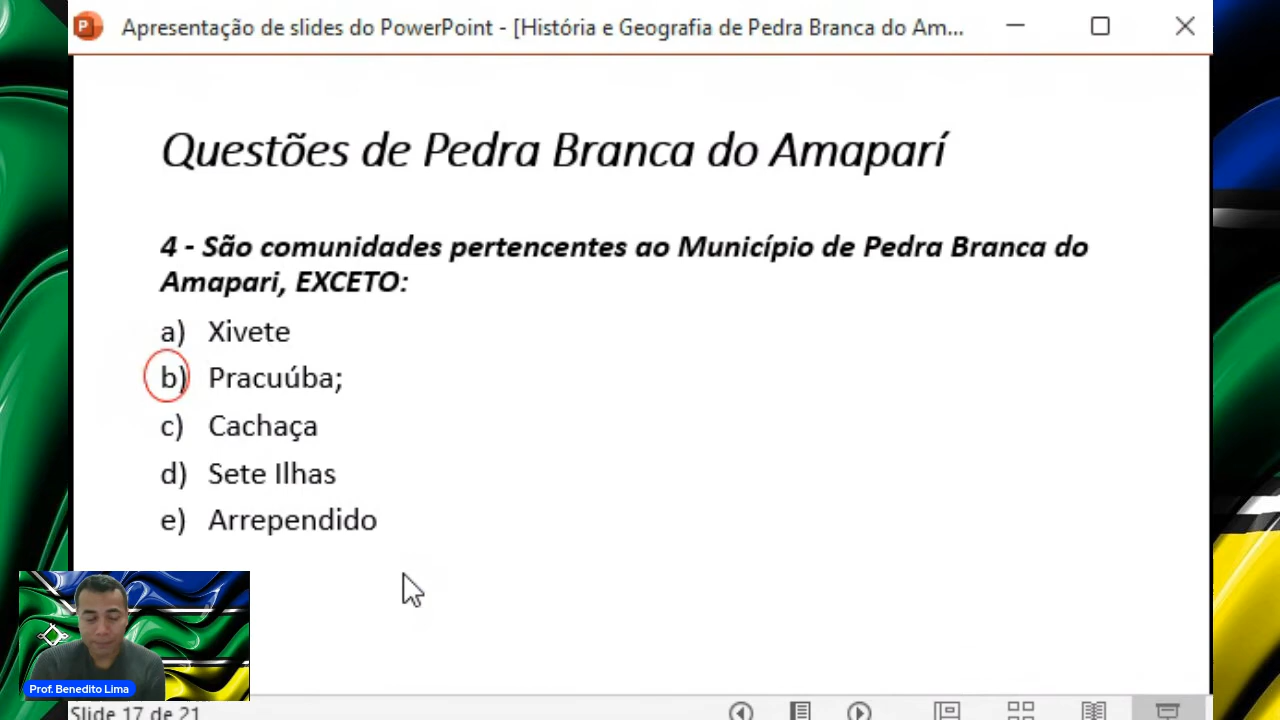 Apresentação de slides do PowerPoint - [História e Geografia de Pedra Branca do Am...
Questões de Pedra Branca do Amaparí
4 - São comunidades pertencentes ao Município de Pedra Branca do
Amapari, EXCETO:
a) Xivete
b) Pracuúba;
c) Cachaça
d) Sete Ilhas
e) Arrependido
Prof. Benedito Lima
Slide 17 de 21